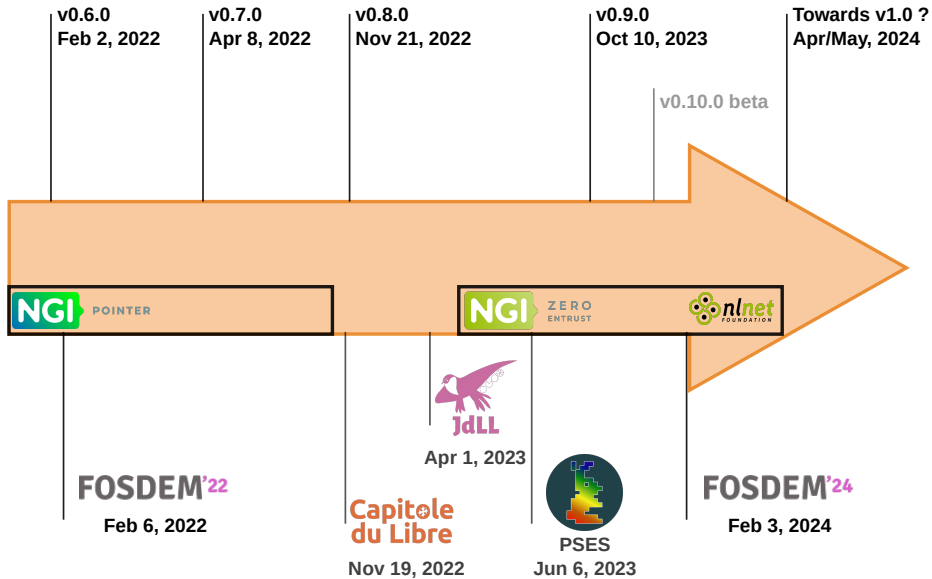 v0.6.0
Feb 2, 2022
v0.7.0
Apr 8, 2022
v0.8.0
Nov 21, 2022
v0.9.0
Oct 10, 2023
Towards v1.0 ?
Apr/May, 2024
v0.10.0 beta
NGI POINTER
NGI ZERO
ENTRUST
nlnet
FOUNDATION
JdLL
Apr 1, 2023
FOSDEM'22
Feb 6, 2022
Capitole
du Libre
Nov 19, 2022
PSES
Jun 6, 2023
FOSDEM'24
Feb 3, 2024